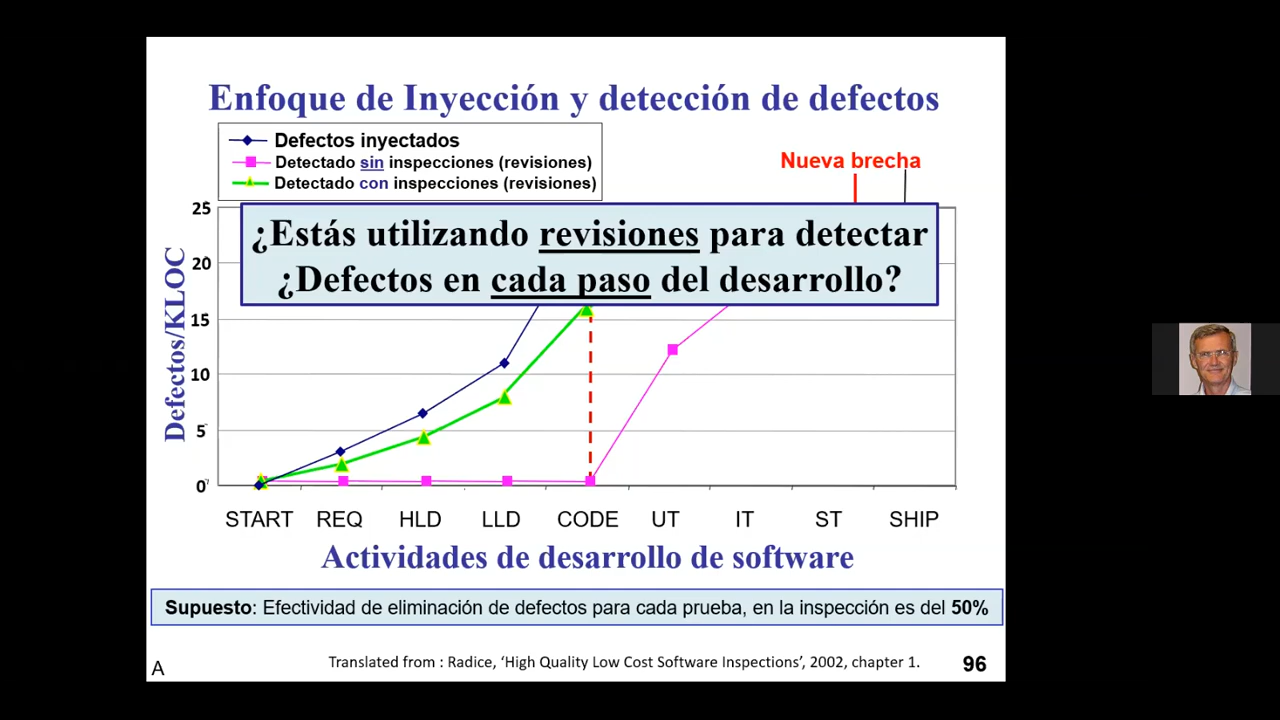 Enfoque de Inyección y detección de defectos
Defectos inyectados
Detectado sin inspecciones (revisiones)
Detectado con inspecciones (revisiones)
Nueva brecha
¿Estás utilizando revisiones para detectar
¿Defectos en cada paso del desarrollo?
Defectos/KLOC
25
20
15
10
5
0
START REQ HLD LLD CODE UT IT ST SHIP
Actividades de desarrollo de software
Supuesto: Efectividad de eliminación de defectos para cada prueba, en la inspección es del 50%
A
Translated from : Radice, ‘High Quality Low Cost Software Inspections’, 2002, chapter 1.
96